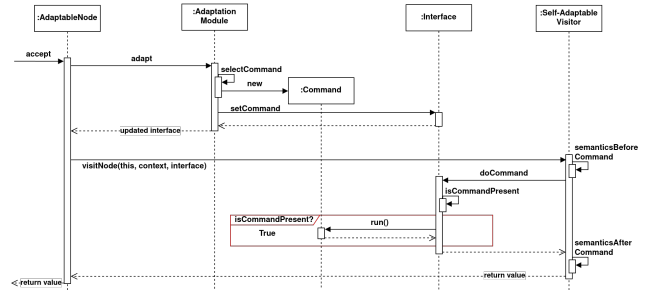 :AdaptableNode
:Adaptation
Module
:Interface
:Self-Adaptable
Visitor
accept
adapt
selectCommand
new
:Command
setCommand
updated interface
visitNode(this, context, interface)
semanticsBefore
Command
doCommand
isCommandPresent
isCommandPresent?
run()
True
semanticsAfter
Command
return value
return value